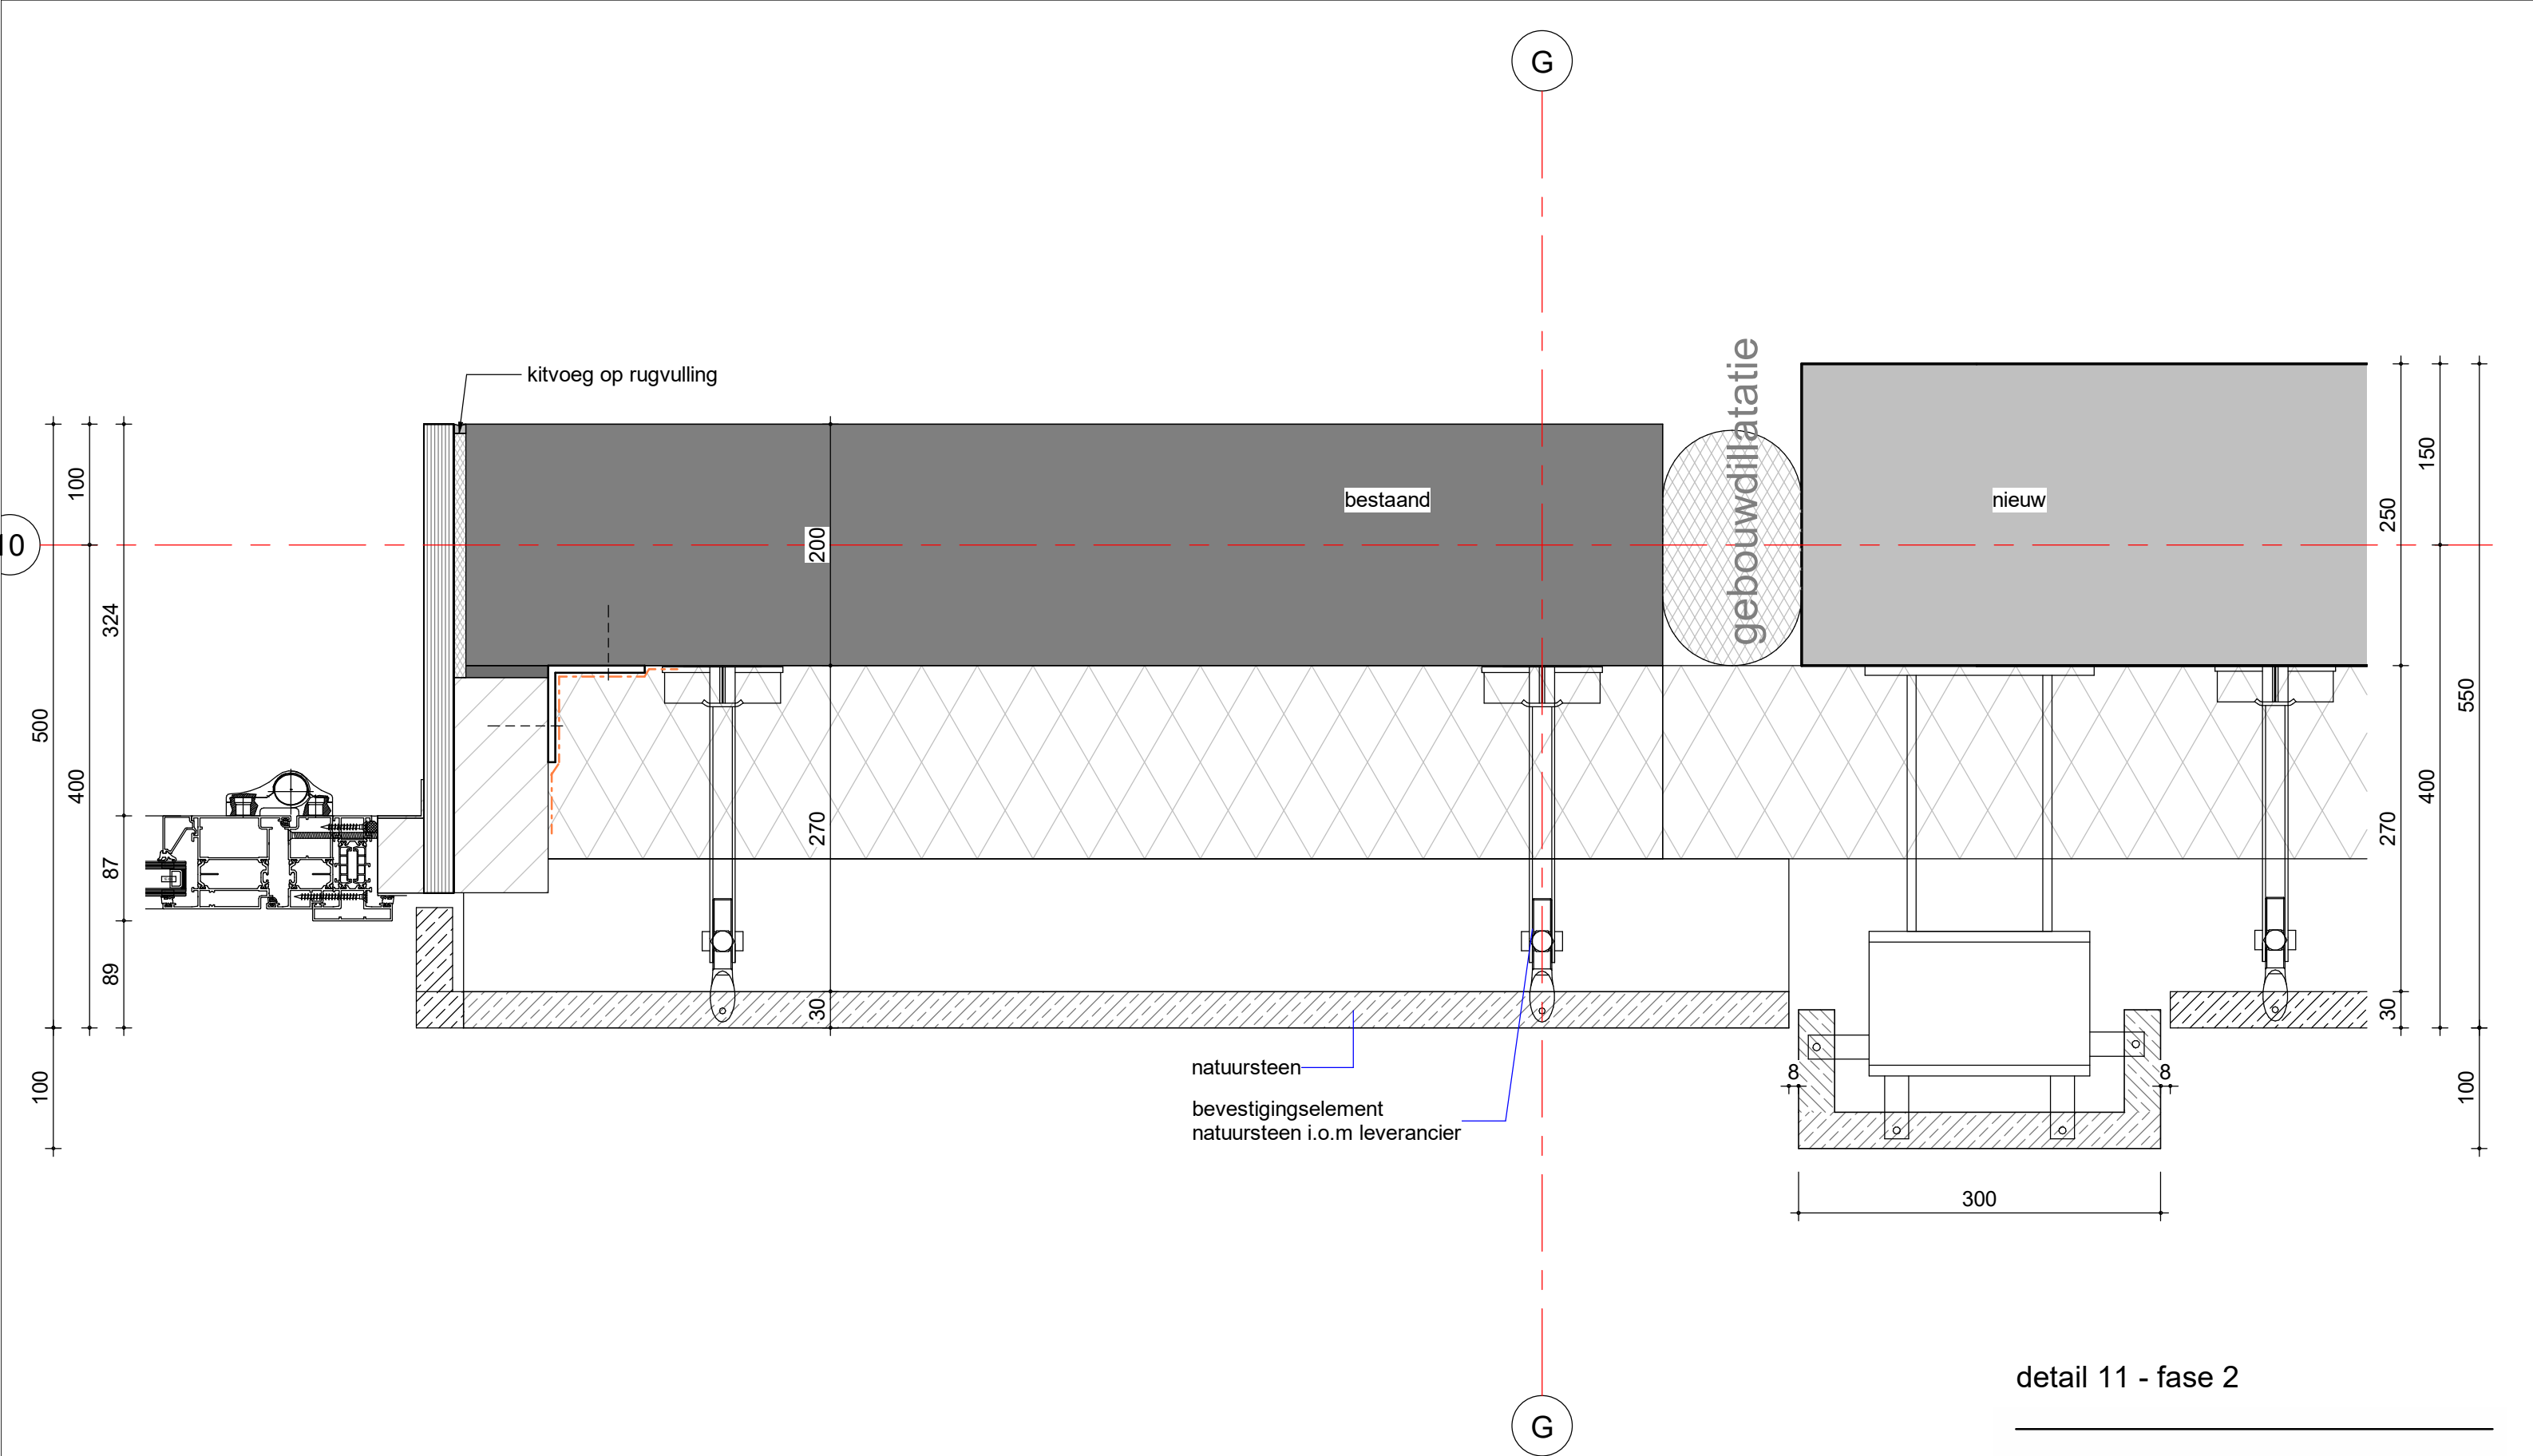 G
kitvoeg op rugvulling
gebouwdillatatie
100
150
bestaand
nieuw
250
10
200
324
550
500
400
270
400
270
87
89
30
30
natuursteen
8
8
100
100
bevestigingselement
natuursteen i.o.m leverancier
300
detail 11 - fase 2
G